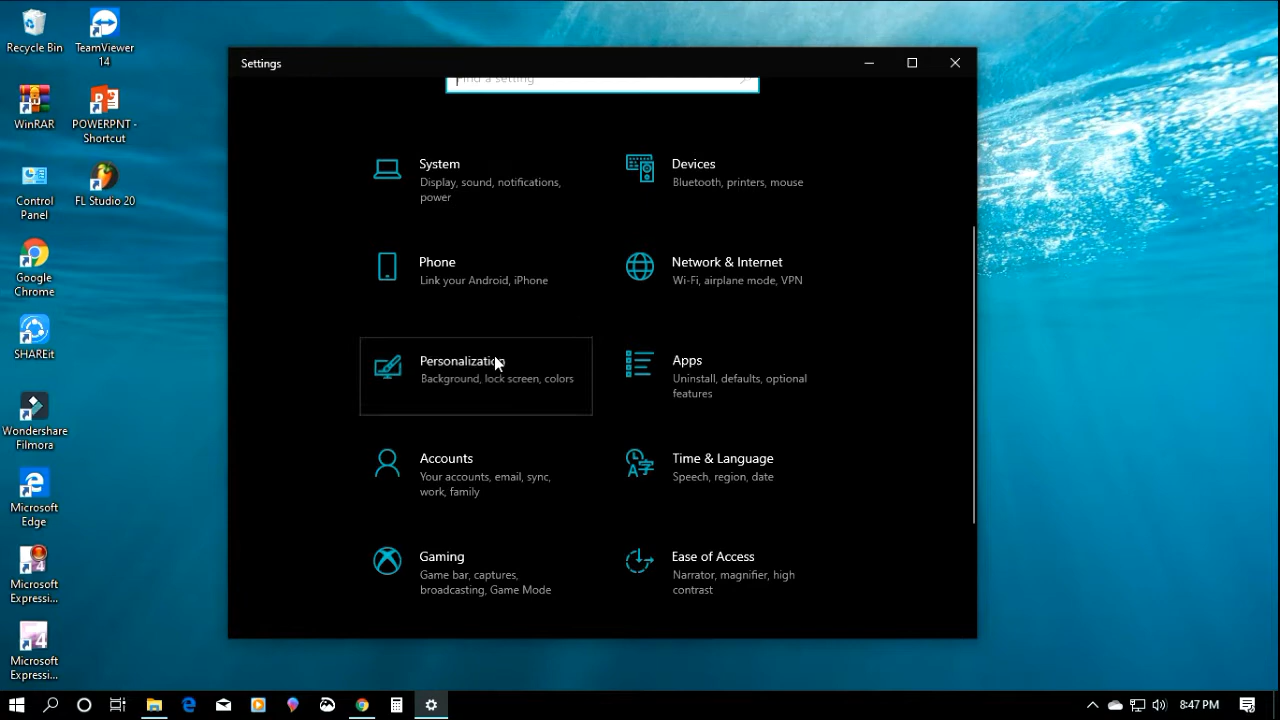 Recycle Bin
TeamViewer
14
WinRAR
POWERPNT -
Shortcut
Control
Panel
FL Studio 20
Google
Chrome
SHAREit
Wondershare
Filmora
Microsoft
Edge
Microsoft
Expressi...
Microsoft
Expressi...
Settings
Find a setting
System
Display, sound, notifications,
power
Devices
Bluetooth, printers, mouse
Phone
Link your Android, iPhone
Network & Internet
Wi-Fi, airplane mode, VPN
Personalization
Background, lock screen, colors
Apps
Uninstall, defaults, optional
features
Accounts
Your accounts, email, sync,
work, family
Time & Language
Speech, region, date
Gaming
Game bar, captures,
broadcasting, Game Mode
Ease of Access
Narrator, magnifier, high
contrast
8:47 PM